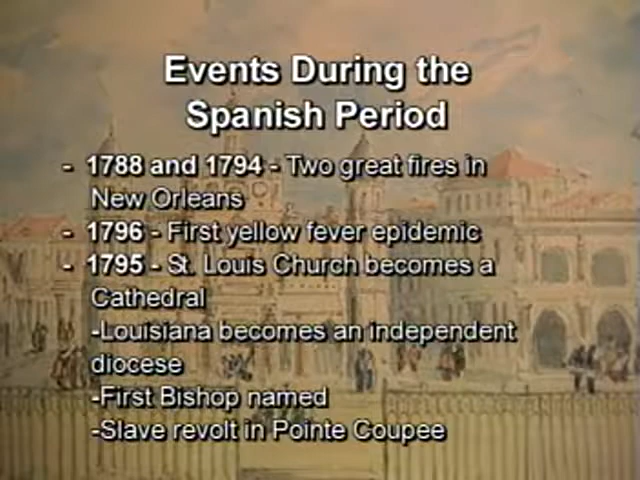 Events During the
Spanish Period
- 1788 and 1794 - Two great fires in
New Orleans
- 1796 - First yellow fever epidemic
- 1795 - St. Louis Church becomes a
Cathedral
-Louisiana becomes an independent
diocese
-First Bishop named
-Slave revolt in Pointe Coupee